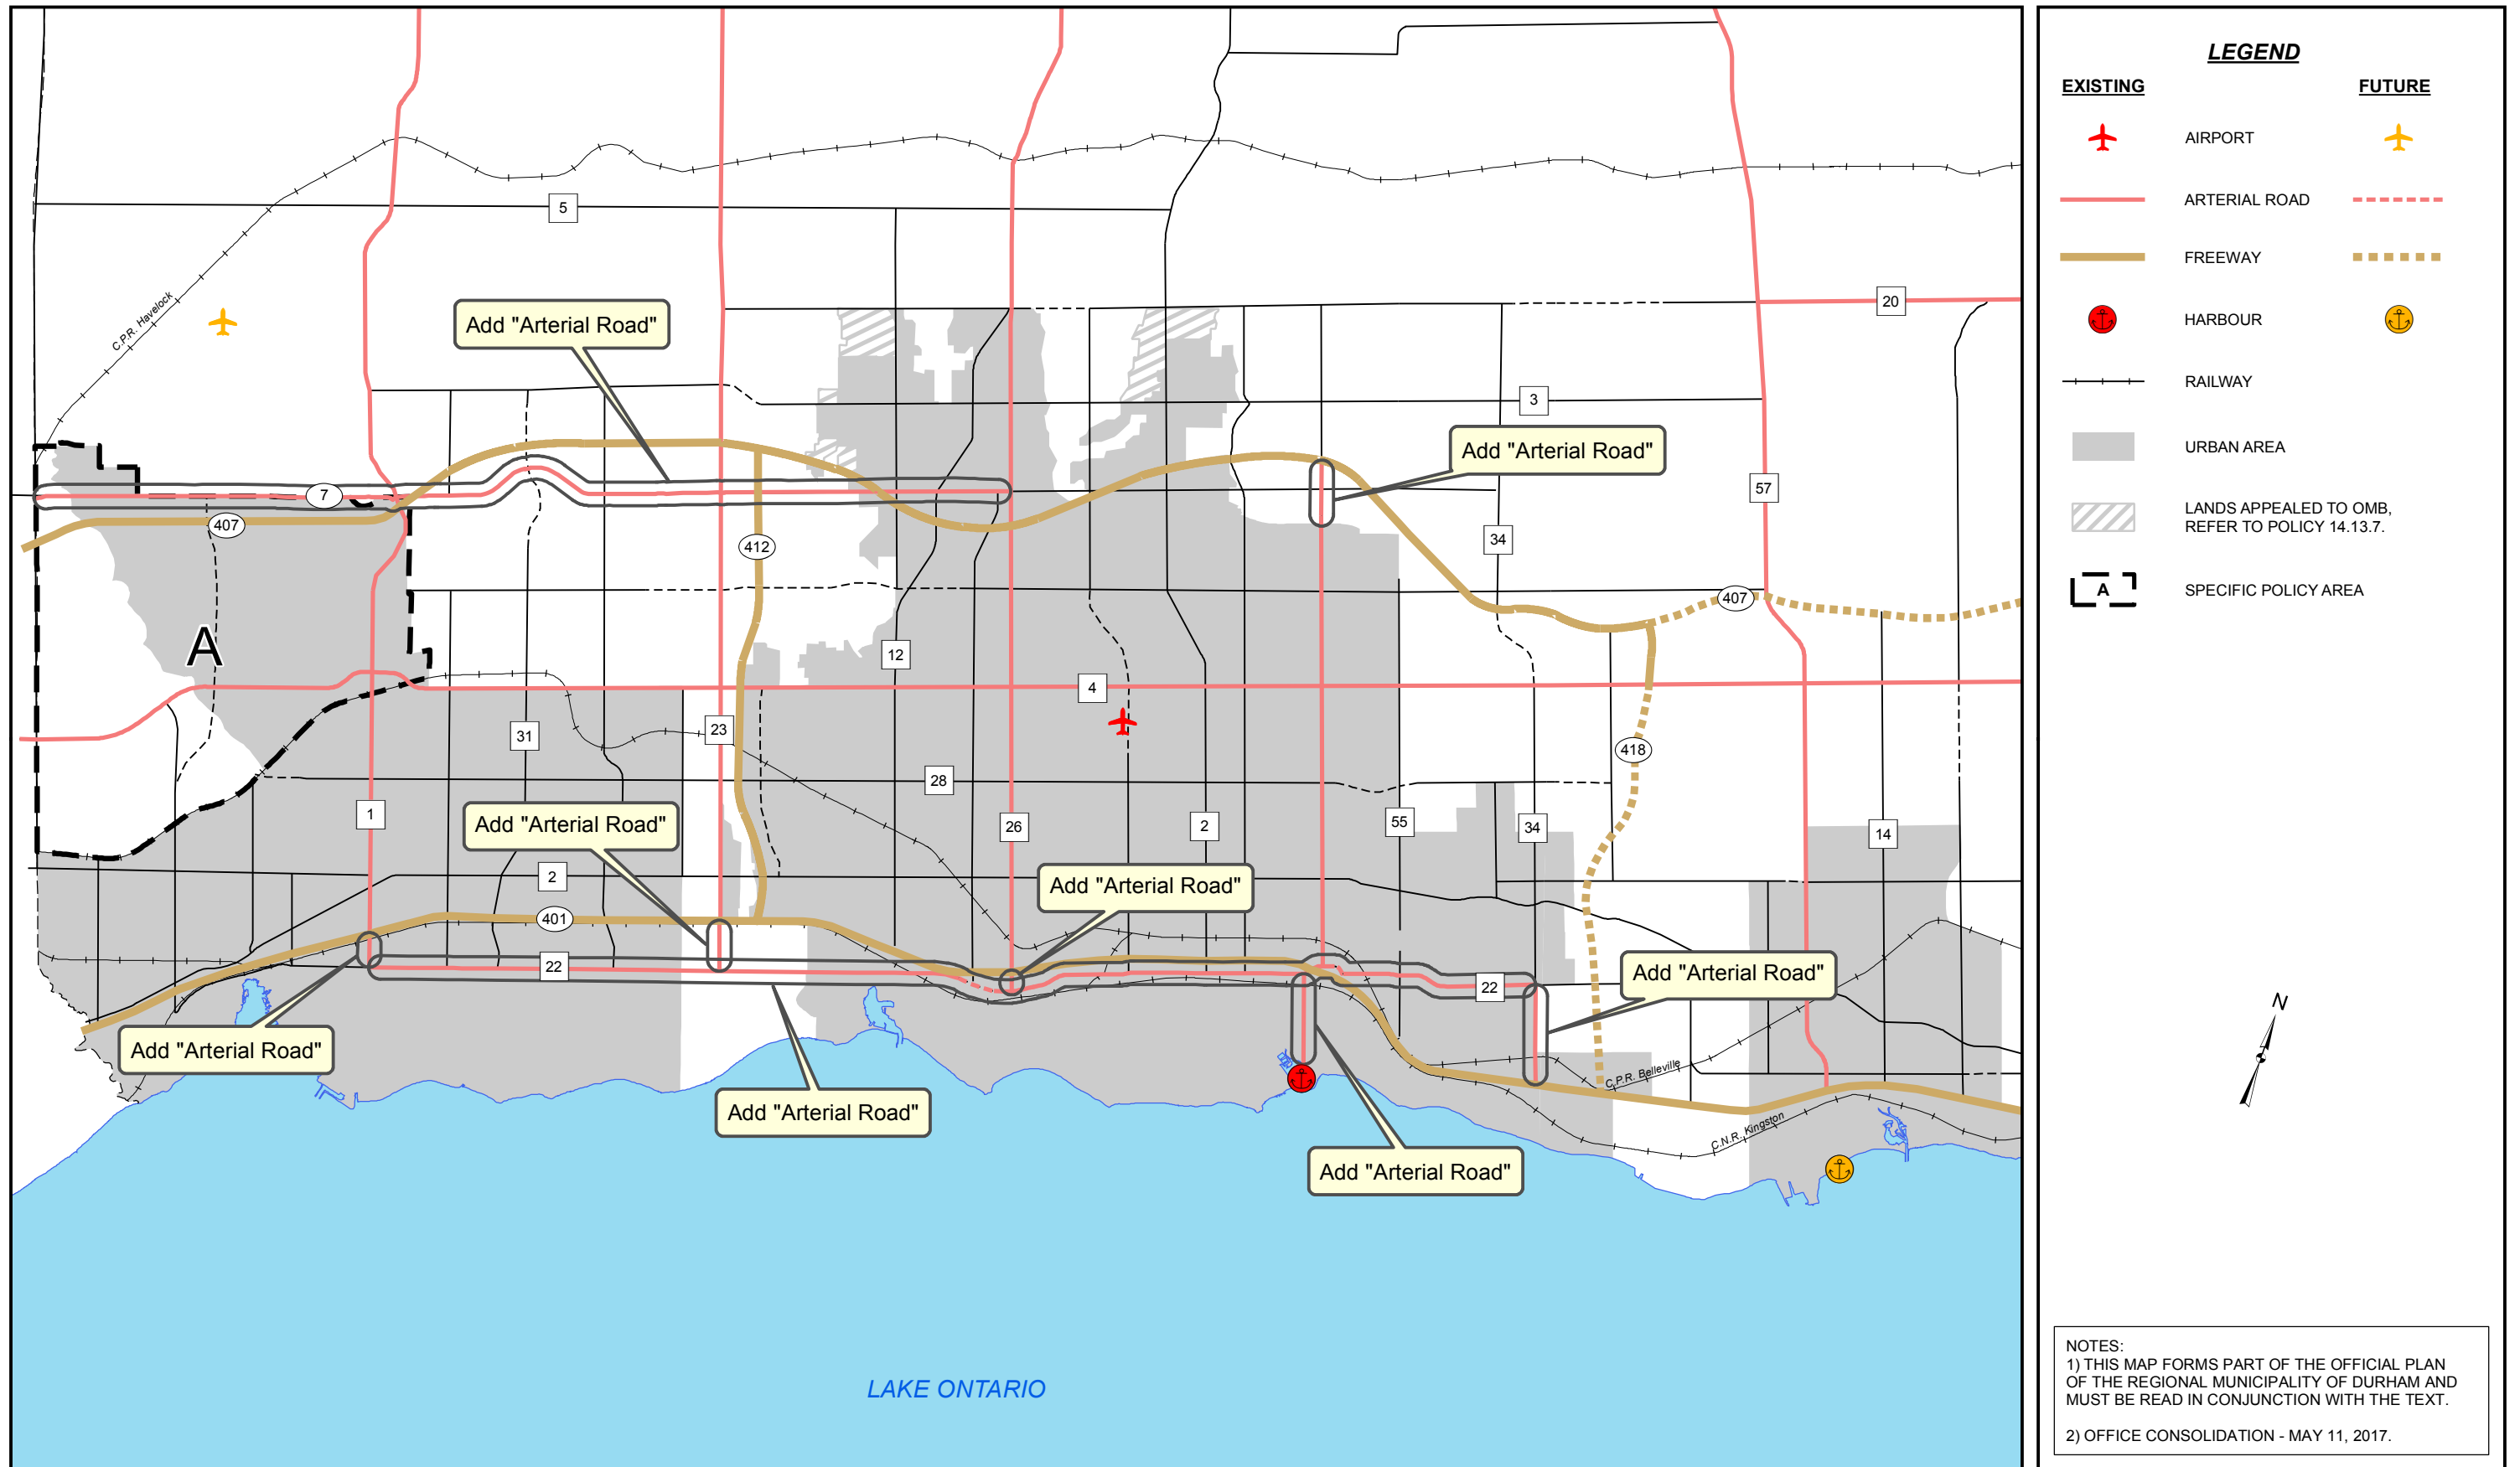 5
C.P.R. Havelock
Add "Arterial Road"
20
3
Add "Arterial Road"
7
57
407
412
34
407
A
12
4
31
23
418
28
1
Add "Arterial Road"
26
2
55
34
14
2
Add "Arterial Road"
401
22
Add "Arterial Road"
22
Add "Arterial Road"
C.P.R. Belleville
Add "Arterial Road"
C.N.R. Kingston
Add "Arterial Road"
LAKE ONTARIO
LEGEND
EXISTING
FUTURE
AIRPORT
ARTERIAL ROAD
FREEWAY
HARBOUR
RAILWAY
URBAN AREA
LANDS APPEALED TO OMB,
REFER TO POLICY 14.13.7.
A
SPECIFIC POLICY AREA
N
NOTES:
1) THIS MAP FORMS PART OF THE OFFICIAL PLAN
OF THE REGIONAL MUNICIPALITY OF DURHAM AND
MUST BE READ IN CONJUNCTION WITH THE TEXT.
2) OFFICE CONSOLIDATION - MAY 11, 2017.